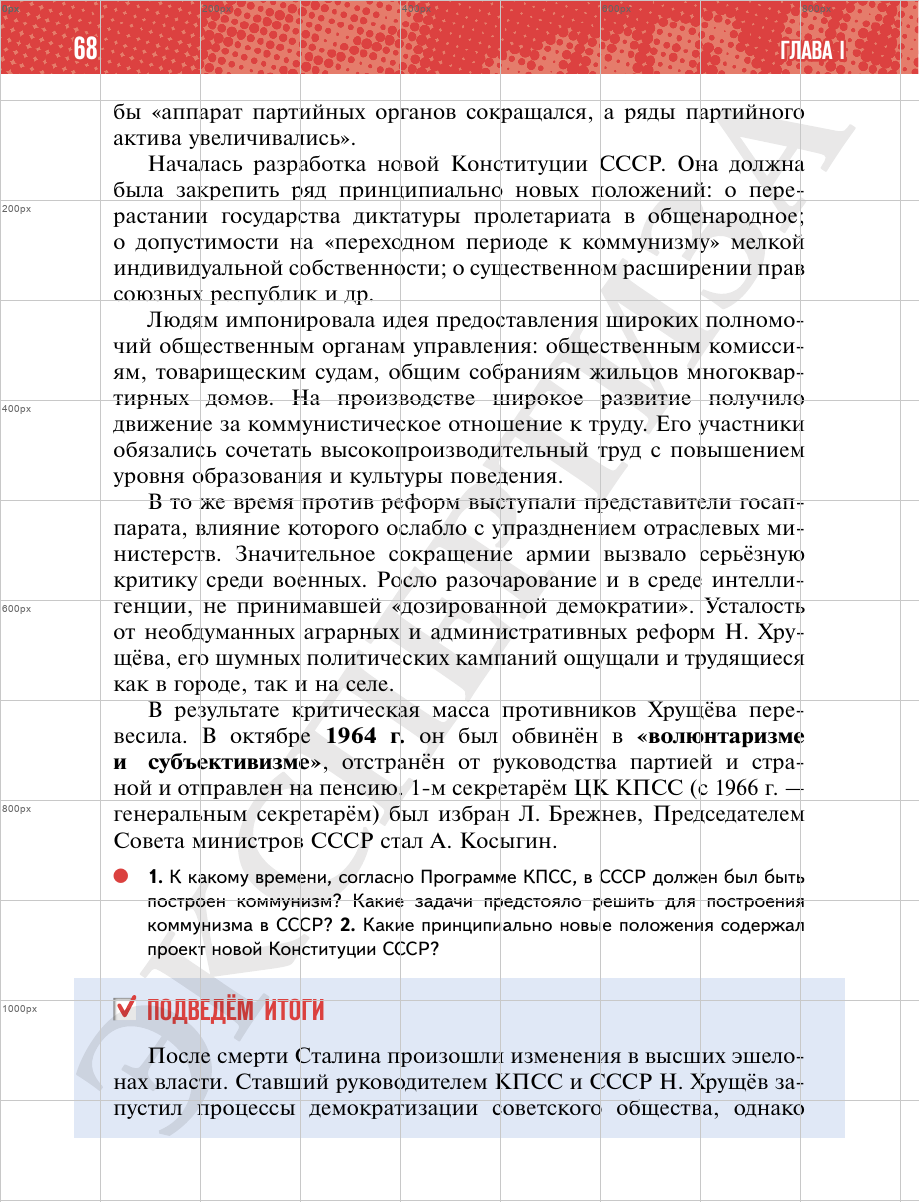 68
ГЛАВА I
бы «аппарат партийных органов сокращался, а ряды партийного
актива увеличивались».
Началась разработка новой Конституции СССР. Она должна
была закрепить ряд принципиально новых положений: о пере-
растании государства диктатуры пролетариата в общенародное;
о допустимости на «переходном периоде к коммунизму» мелкой
индивидуальной собственности; о существенном расширении прав
союзных республик и др.
200px
Людям импонировала идея предоставления широких полномо-
чий общественным органам управления: общественным комисси-
ям, товарищеским судам, общим собраниям жильцов многоквар-
тирных домов. На производстве широкое развитие получило
движение за коммунистическое отношение к труду. Его участники
обязались сочетать высокопроизводительный труд с повышением
уровня образования и культуры поведения.
400px
В то же время против реформ выступали представители госап-
парата, влияние которого ослабло с упразднением отраслевых ми-
нистерств. Значительное сокращение армии вызвало серьёзную
критику среди военных. Росло разочарование и в среде интелли-
генции, не принимавшей «дозированной демократии». Усталость
от необдуманных аграрных и административных реформ Н. Хру-
щёва, его шумных политических кампаний ощущали и трудящиеся
как в городе, так и на селе.
600px
В результате критическая масса противников Хрущёва пере-
весила. В октябре 1964 г. он был обвинён в «волюнтаризме
и субъективизме», отстранён от руководства партией и стра-
ной и отправлен на пенсию. 1-м секретарём ЦК КПСС (с 1966 г. —
генеральным секретарём) был избран Л. Брежнев, Председателем
Совета министров СССР стал А. Косыгин.
800px
1. К какому времени, согласно Программе КПСС, в СССР должен был быть
построен коммунизм? Какие задачи предстояло решить для построения
коммунизма в СССР? 2. Какие принципиально новые положения содержал
проект новой Конституции СССР?
1000px
ПОДВЕДЁМ ИТОГИ
После смерти Сталина произошли изменения в высших эшело-
нах власти. Ставший руководителем КПСС и СССР Н. Хрущёв за-
пустил процессы демократизации советского общества, однако
ЭКСПЕРТИЗА